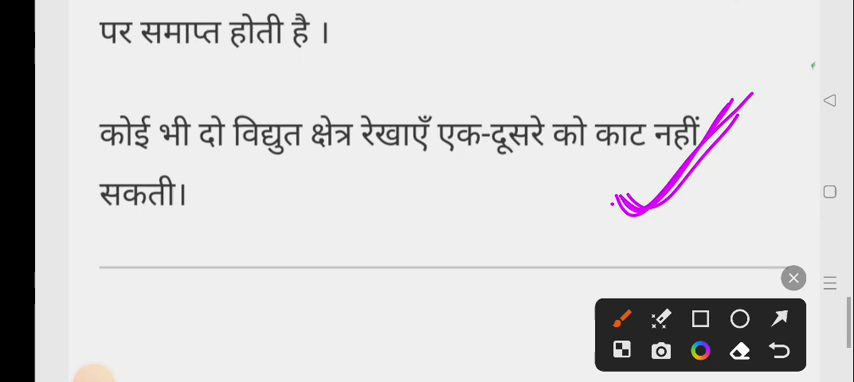 पर समाप्त होती है ।
कोई भी दो विद्युत क्षेत्र रेखाएँ एक-दूसरे को काट नहीं
सकती।